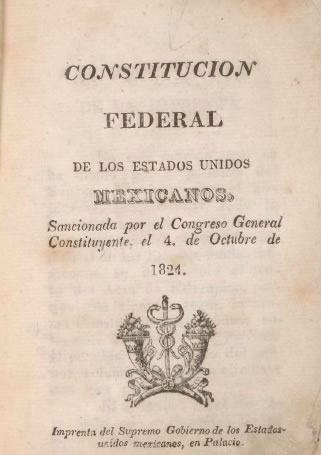 CONSTITUCION
FEDERAL
DE LOS ESTADOS UNIDOS
MEXICANOS,
Sancionada por el Congreso General
Constituyente, el 4. de Octubre de
1824.
Imprenta del Supremo Gobierno de los Estados-
unidos mexicanos, en Palacio.